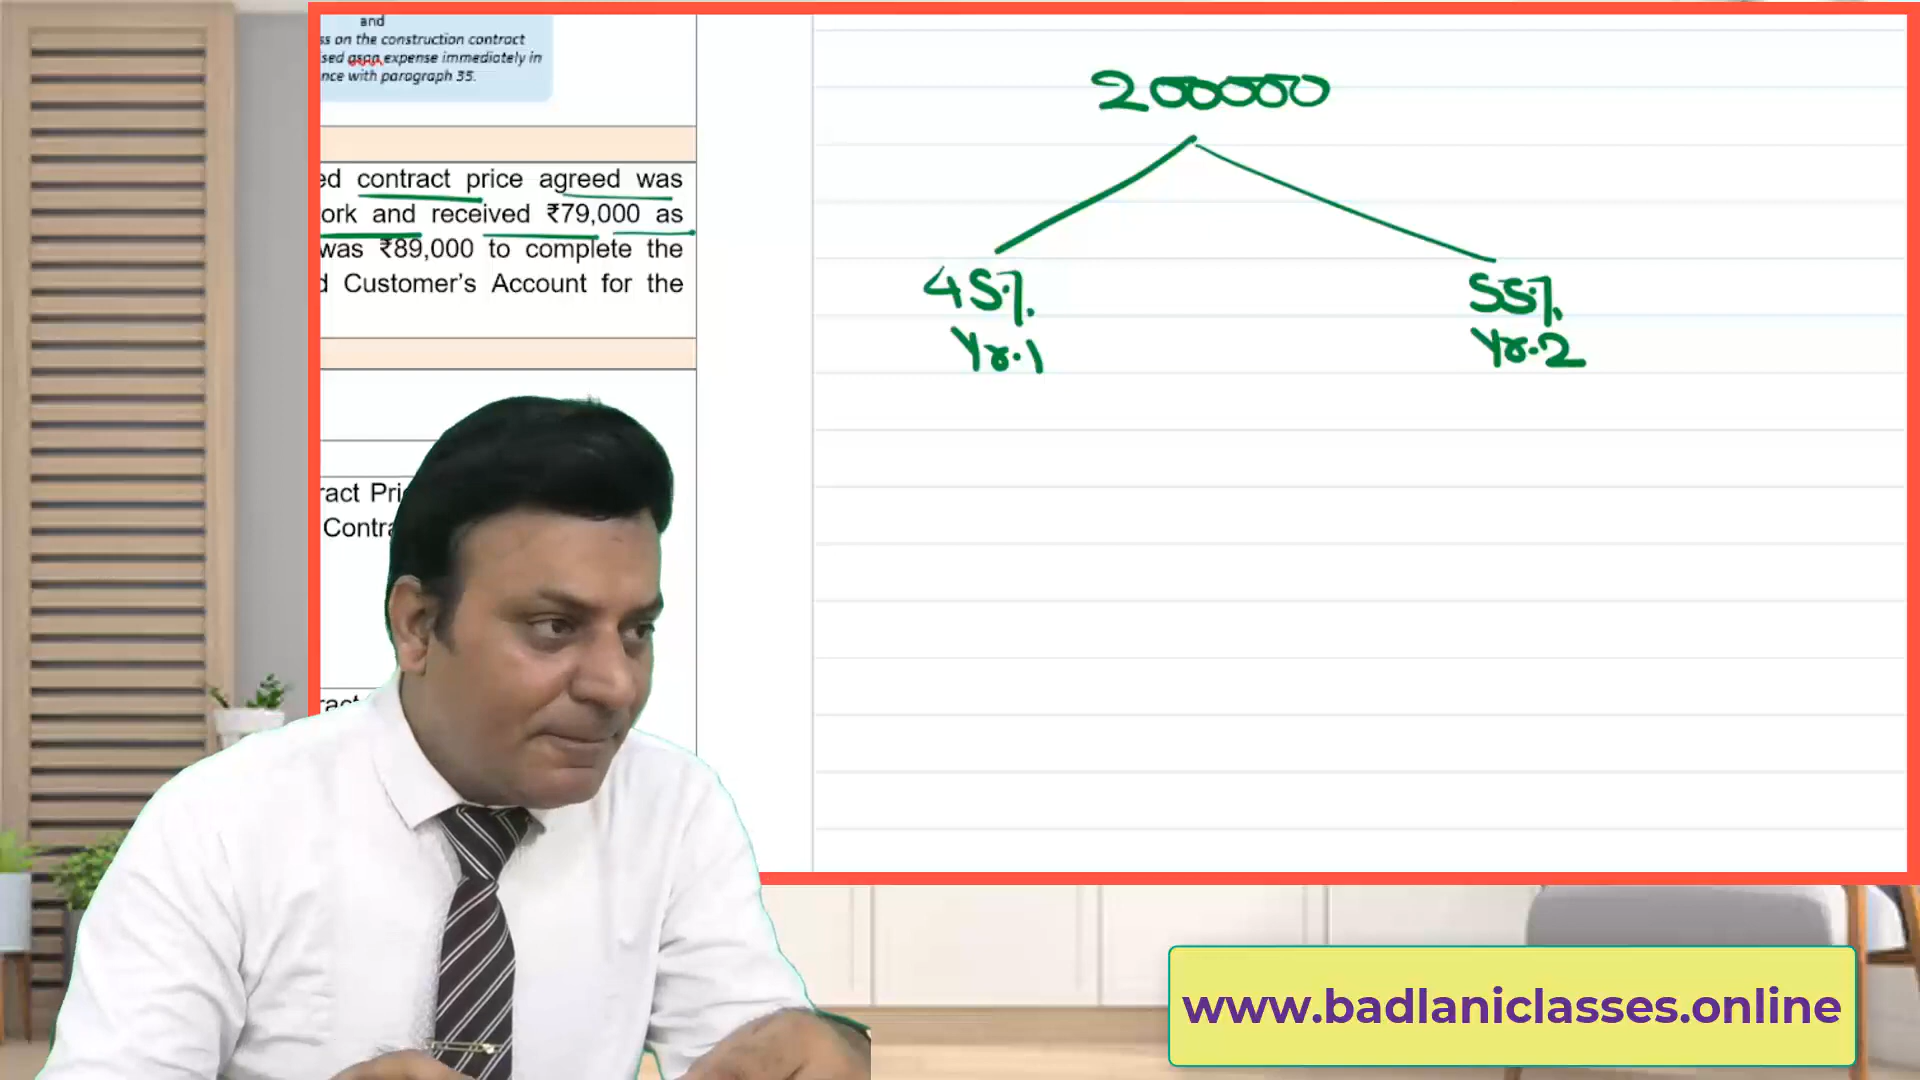 and
ss on the construction contract
sed asan expense immediately in
nce with paragraph 35.
ed contract price agreed was
ork and received ₹79,000 as
was ₹89,000 to complete the
d Customer's Account for the
ract Pri
Contra
ract
200000
45% 55%
Yr.1 Yr.2
www.badlaniclasses.online